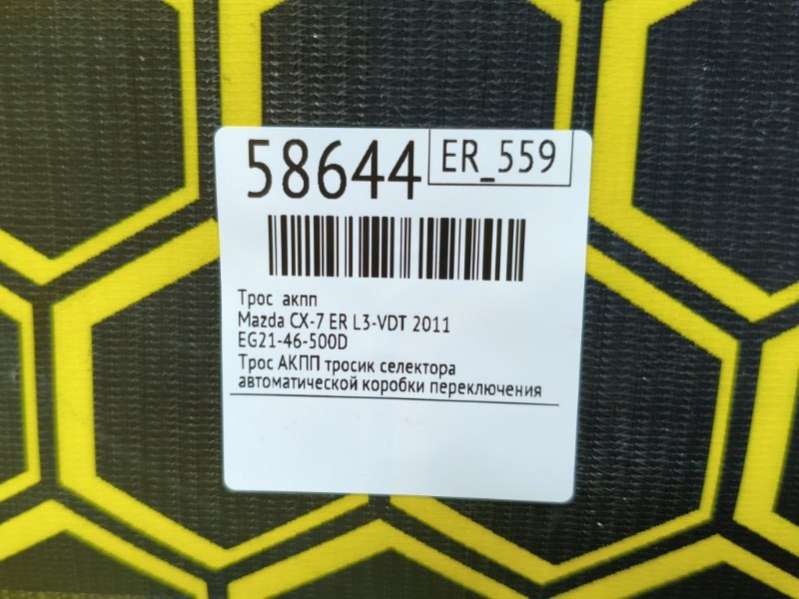 58644 ER_559
Трос акпп
Mazda CX-7 ER L3-VDT 2011
EG21-46-500D
Трос АКПП тросик селектора
автоматической коробки переключения